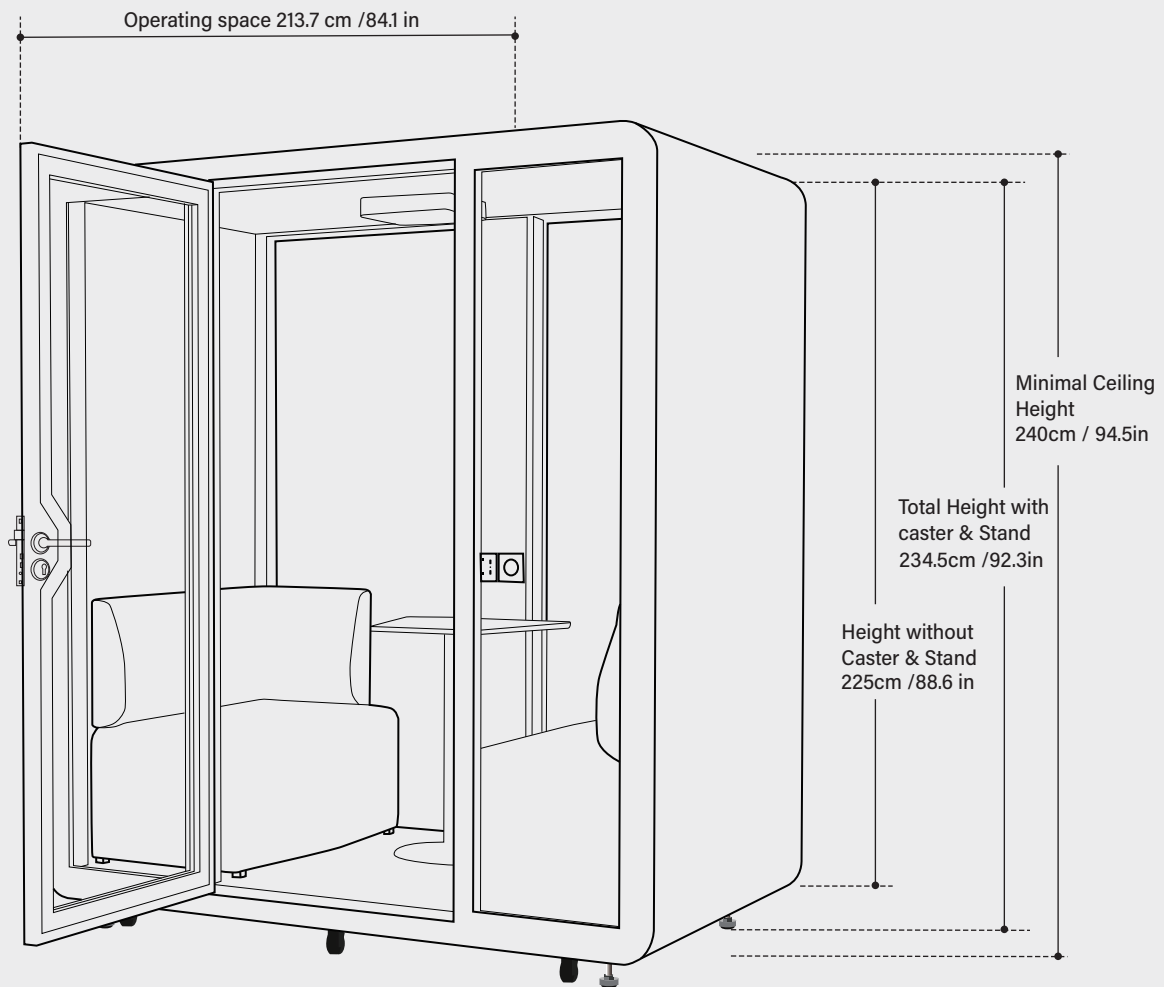 Operating space 213.7 cm /84.1 in
Minimal Ceiling
Height
240cm / 94.5in
Total Height with
caster & Stand
234.5cm /92.3in
Height without
Caster & Stand
225cm /88.6 in